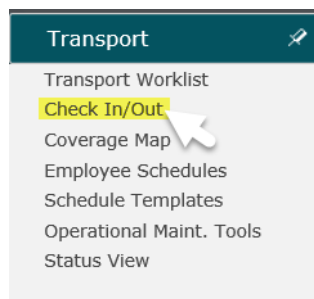 Transport
Transport Worklist
Check In/Out
Coverage Map
Employee Schedules
Schedule Templates
Operational Maint. Tools
Status View